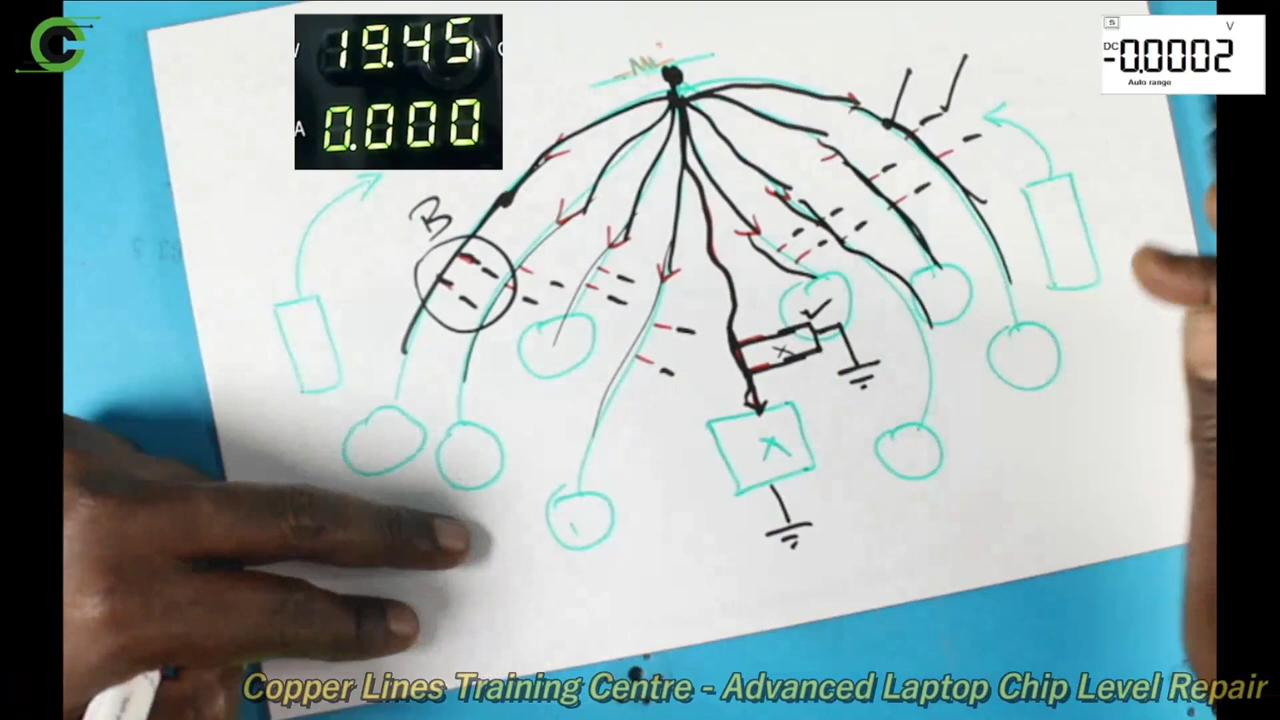 19.45
V
A 0.000
S V
DC -0.0002
Auto range
B
x
x
Copper Lines Training Centre - Advanced Laptop Chip Level Repair